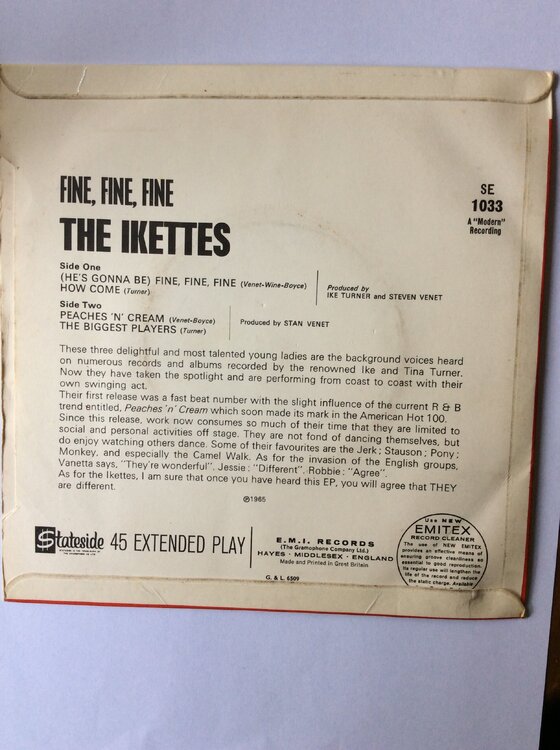 FINE, FINE, FINE
THE IKETTES
SE
1033
A "Modern"
Recording
Side One
(HE'S GONNA BE) FINE, FINE, FINE (Venet-Wine-Boyce)
HOW COME (Turner)
Produced by
IKE TURNER and STEVEN VENET
Side Two
PEACHES 'N' CREAM (Venet-Boyce)
THE BIGGEST PLAYERS (Turner)
Produced by STAN VENET
These three delightful and most talented young ladies are the background voices heard
on numerous records and albums recorded by the renowned Ike and Tina Turner.
Now they have taken the spotlight and are performing from coast to coast with their
own swinging act.
Their first release was a fast beat number with the slight influence of the current R & B
trend entitled, Peaches 'n' Cream which soon made its mark in the American Hot 100.
Since this release, work now consumes so much of their time that they are limited to
social and personal activities off stage. They are not fond of dancing themselves, but
do enjoy watching others dance. Some of their favourites are the Jerk; Stauson; Pony;
Monkey, and especially the Camel Walk. As for the invasion of the English groups,
Vanetta says, "They're wonderful". Jessie: "Different". Robbie: "Agree".
As for the Ikettes, I am sure that once you have heard this EP, you will agree that THEY
are different.
℗1965
Stateside
45 EXTENDED PLAY
E.M.I. RECORDS
(The Gramophone Company Ltd.)
HAYES · MIDDLESEX · ENGLAND
Made and Printed in Great Britain
G. & L. 6509
Use NEW
EMITEX
RECORD CLEANER
The use of NEW EMITEX
provides an effective means of
ensuring groove cleanliness so
essential to good reproduction.
Its regular use will lengthen the
life of the record and reduce
the static charge. Available